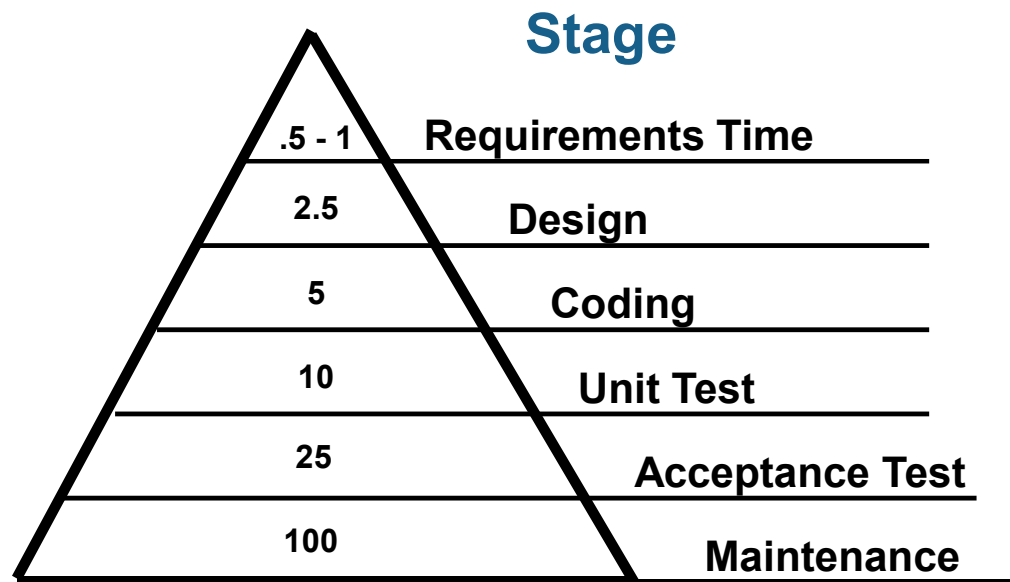 Stage
.5 - 1 Requirements Time
2.5 Design
5 Coding
10 Unit Test
25 Acceptance Test
100 Maintenance